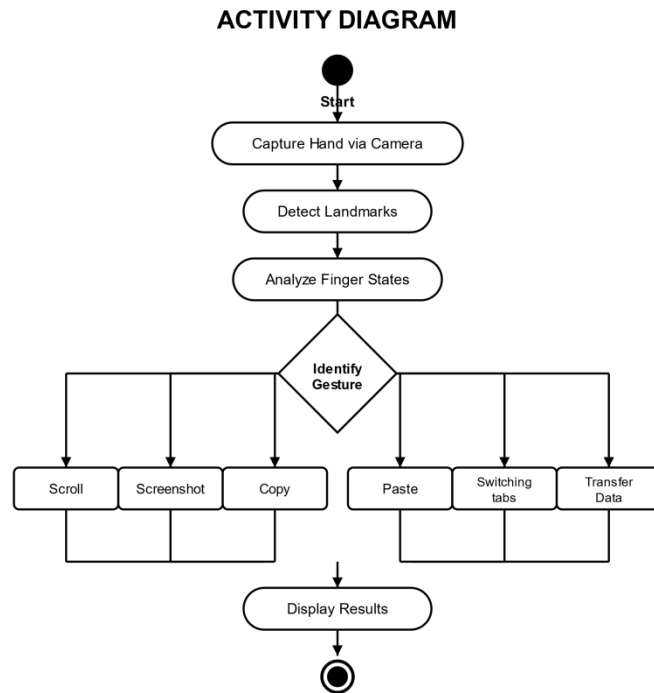 ACTIVITY DIAGRAM
Start
Capture Hand via Camera
Detect Landmarks
Analyze Finger States
Identify
Gesture
Scroll
Screenshot
Copy
Paste
Switching
tabs
Transfer
Data
Display Results